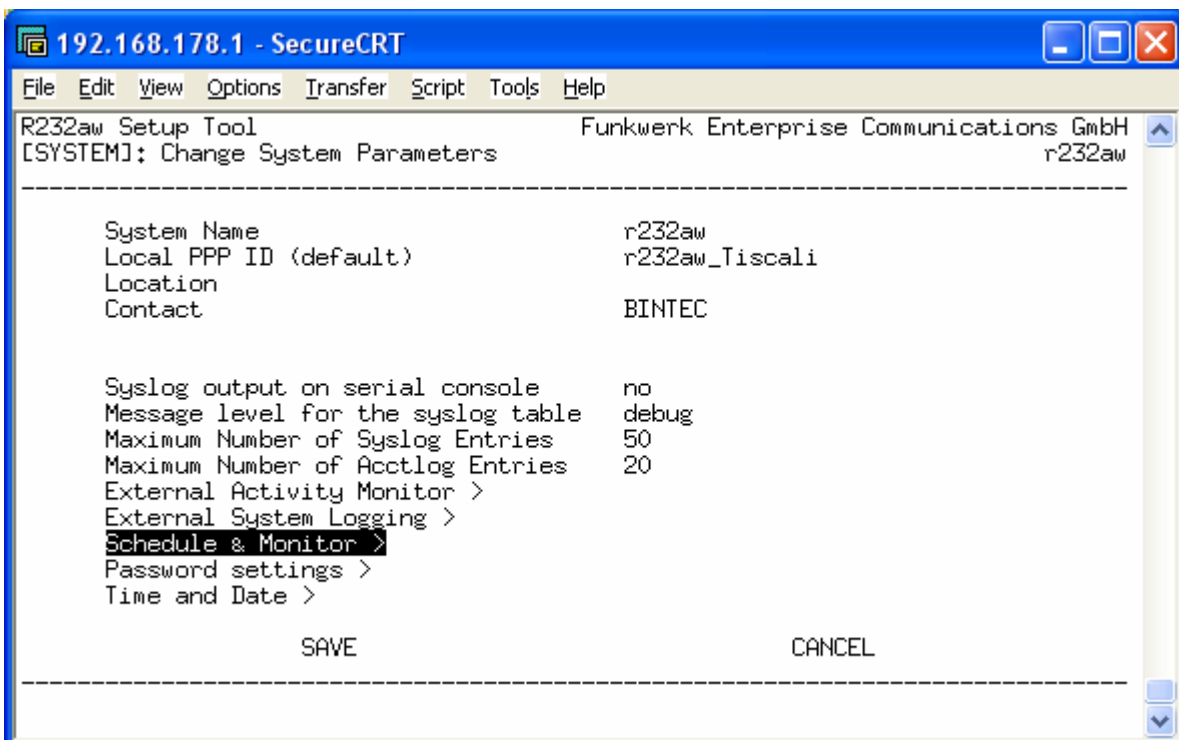 192.168.178.1 - SecureCRT
File Edit View Options Transfer Script Tools Help
R232aw Setup Tool Funkwerk Enterprise Communications GmbH
[SYSTEM]: Change System Parameters r232aw
System Name r232aw
Local PPP ID (default) r232aw_Tiscali
Location
Contact BINTEC
Syslog output on serial console no
Message level for the syslog table debug
Maximum Number of Syslog Entries 50
Maximum Number of Acctlog Entries 20
External Activity Monitor >
External System Logging >
Schedule & Monitor >
Password settings >
Time and Date >
SAVE CANCEL